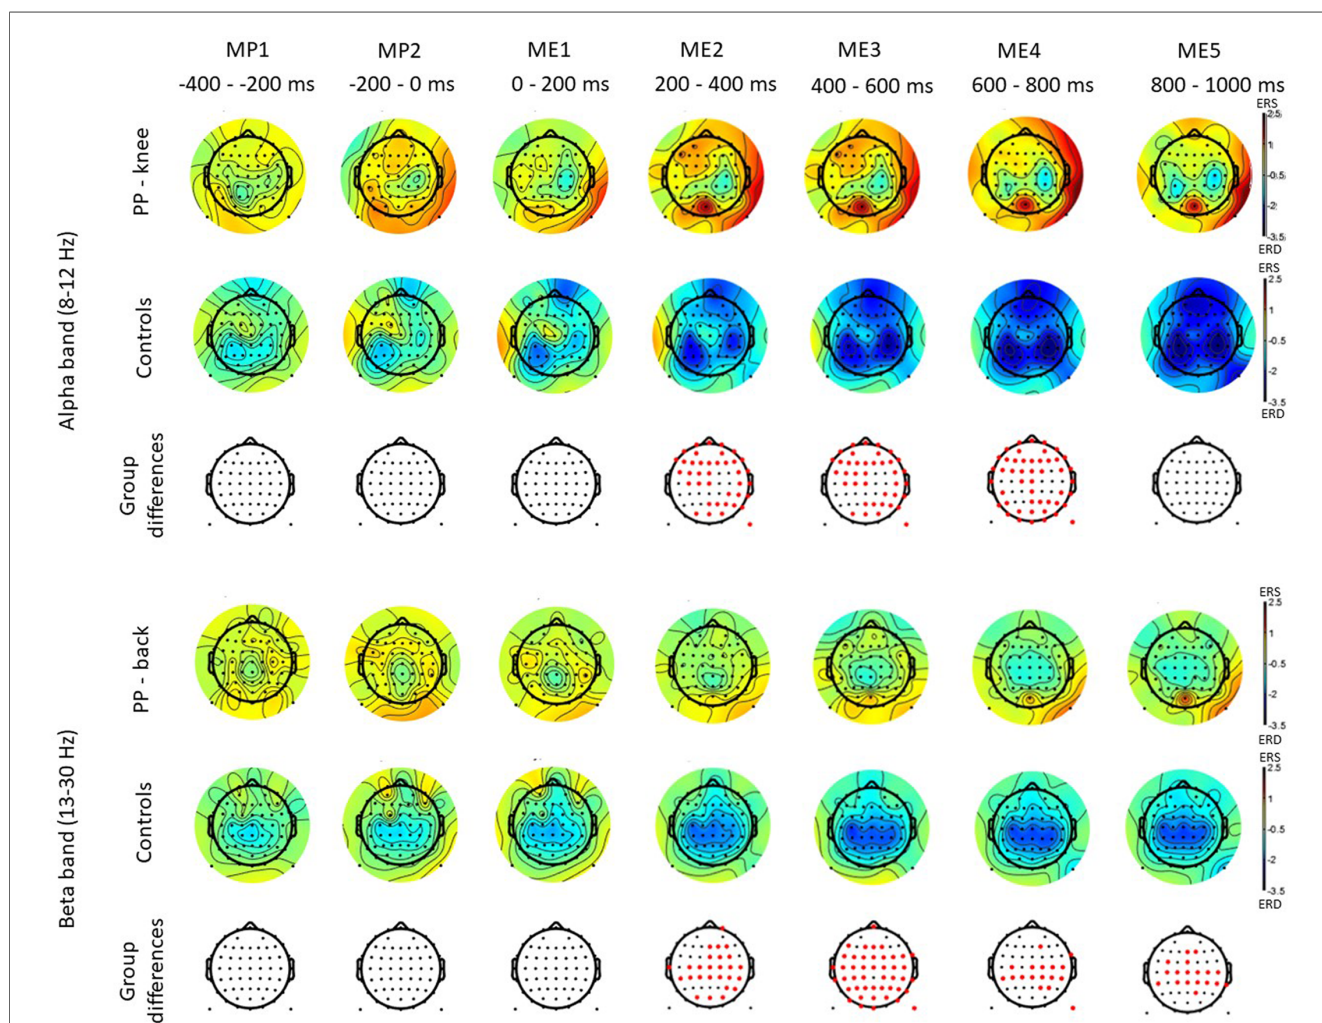 MP1 MP2 ME1 ME2 ME3 ME4 ME5
-400 - -200 ms -200 - 0 ms 0 - 200 ms 200 - 400 ms 400 - 600 ms 600 - 800 ms 800 - 1000 ms
Alpha band (8-12 Hz)
PP - knee
ERS
2.5
1
-0.5
-2
-3.5
ERD
Controls
ERS
2.5
1
-0.5
-2
-3.5
ERD
Group
differences
Beta band (13-30 Hz)
PP - back
ERS
2.5
1
-0.5
-2
-3.5
ERD
Controls
ERS
2.5
1
-0.5
-2
-3.5
ERD
Group
differences